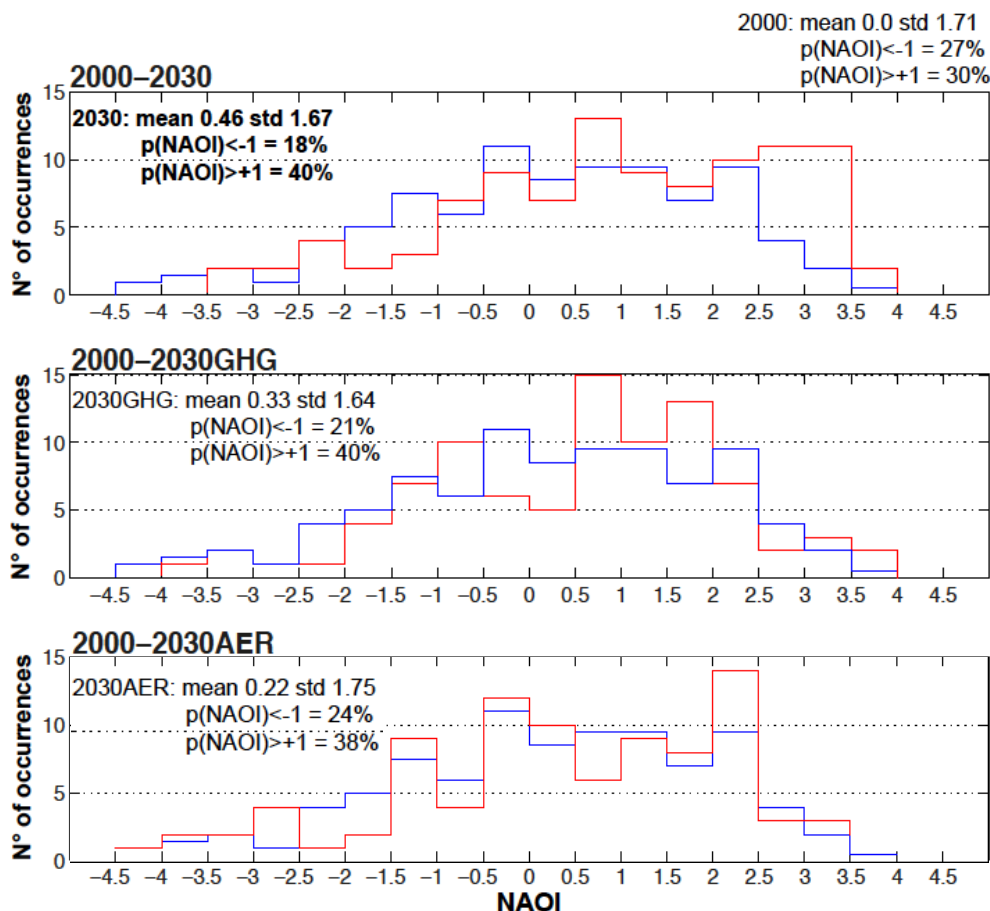 2000: mean 0.0 std 1.71
p(NAOI)<-1 = 27%
p(NAOI)>+1 = 30%
2000−2030
2030: mean 0.46 std 1.67
p(NAOI)<-1 = 18%
p(NAOI)>+1 = 40%
N° of occurrences
15
10
5
0
−4.5 −4 −3.5 −3 −2.5 −2 −1.5 −1 −0.5 0 0.5 1 1.5 2 2.5 3 3.5 4 4.5
2000−2030GHG
2030GHG: mean 0.33 std 1.64
p(NAOI)<-1 = 21%
p(NAOI)>+1 = 40%
N° of occurrences
15
10
5
0
−4.5 −4 −3.5 −3 −2.5 −2 −1.5 −1 −0.5 0 0.5 1 1.5 2 2.5 3 3.5 4 4.5
2000−2030AER
2030AER: mean 0.22 std 1.75
p(NAOI)<-1 = 24%
p(NAOI)>+1 = 38%
N° of occurrences
15
10
5
0
−4.5 −4 −3.5 −3 −2.5 −2 −1.5 −1 −0.5 0 0.5 1 1.5 2 2.5 3 3.5 4 4.5
NAOI